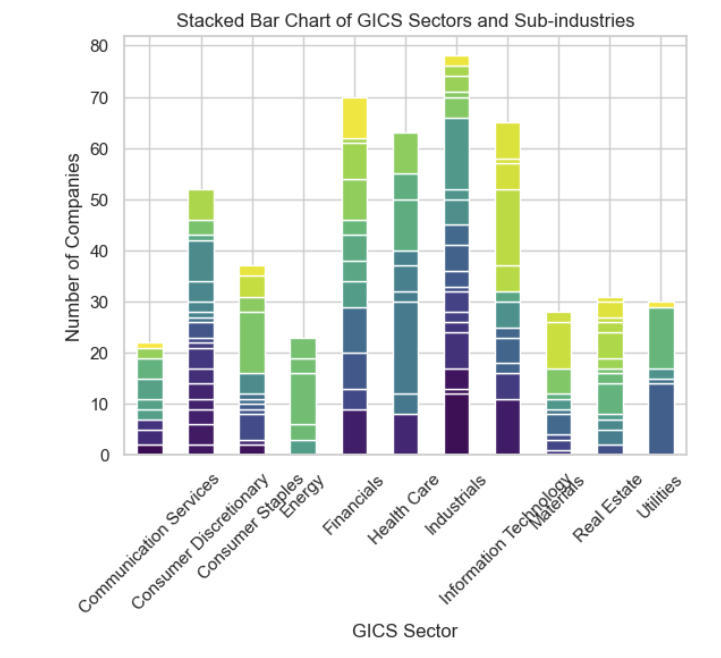 Stacked Bar Chart of GICS Sectors and Sub-industries
80
70
60
50
40
30
20
10
0
Number of Companies
Communication Services
Consumer Discretionary
Consumer Staples
Energy
Financials
Health Care
Industrials
Information Technology
Materials
Real Estate
Utilities
GICS Sector